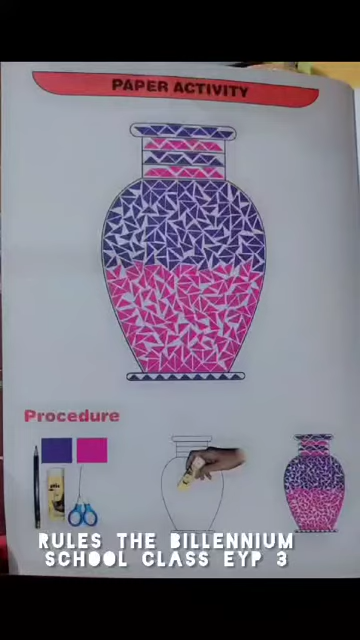 PAPER ACTIVITY
Procedure
RULES THE BILLENNIUM
SCHOOL CLASS EYP 3